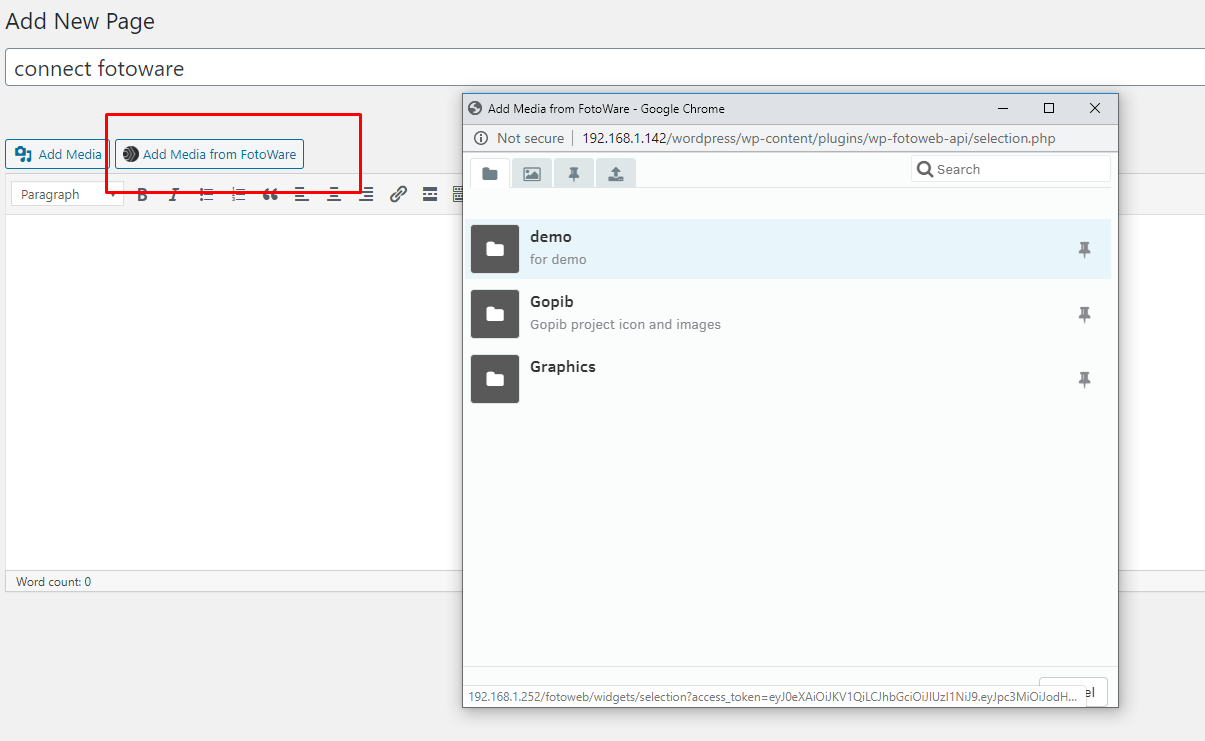 Add New Page
connect fotoware
Add Media
Add Media from FotoWare
Paragraph
B I
Word count: 0
Add Media from FotoWare - Google Chrome
Not secure 192.168.1.142/wordpress/wp-content/plugins/wp-fotoweb-api/selection.php
Search
demo
for demo
Gopib
Gopib project icon and images
Graphics
192.168.1.252/fotoweb/widgets/selection?access_token=eyJ0eXAiOiJKV1QiLCJhbGciOiJIUzI1NiJ9.eyJpc3MiOiJodH...
el